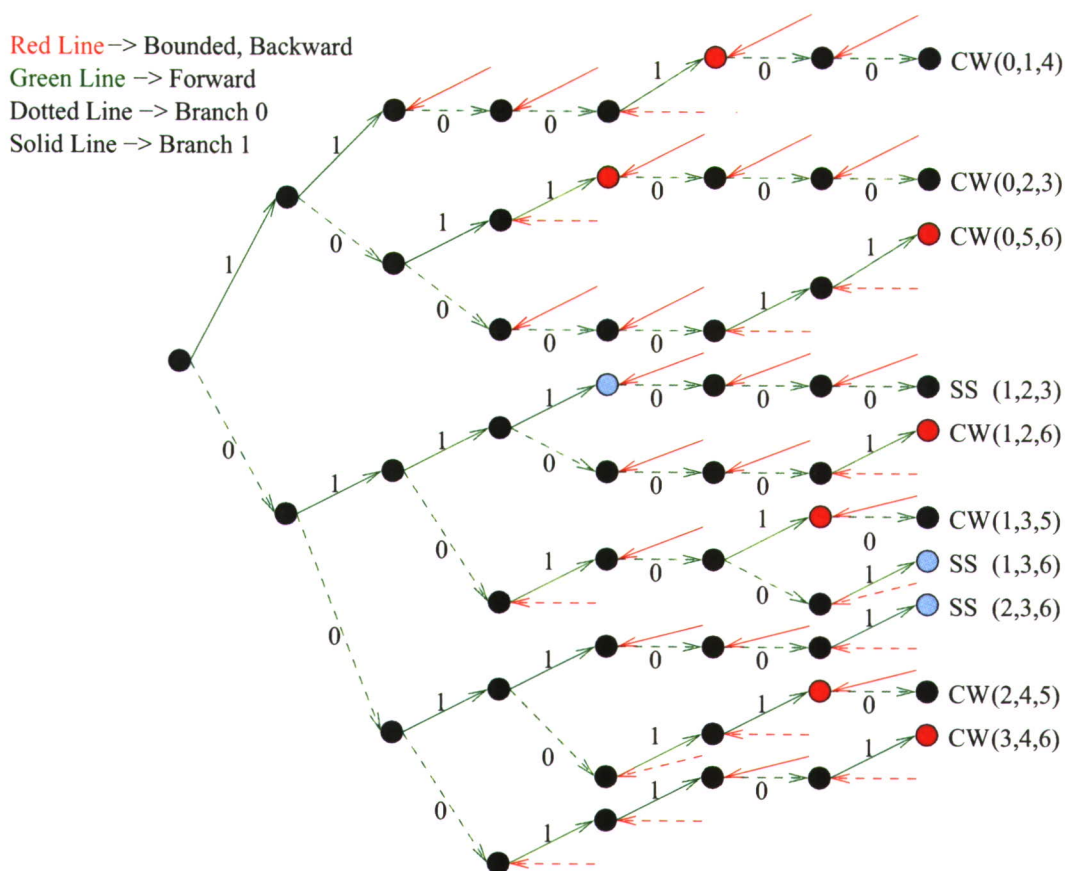 Red Line −> Bounded, Backward
Green Line −> Forward
Dotted Line −> Branch 0
Solid Line −> Branch 1
1 0 0 1 0 0 CW(0,1,4)
1
0 1 1 0 0 0 CW(0,2,3)
0 0 0 1 1 CW(0,5,6)
0
1 1 1 0 0 0 SS (1,2,3)
0 0 0 1 CW(1,2,6)
0 1 0 1 0 CW(1,3,5)
0 1 SS (1,3,6)
0
1 1 0 0 1 SS (2,3,6)
0 1 1 0 CW(2,4,5)
0 1 1 0 1 CW(3,4,6)